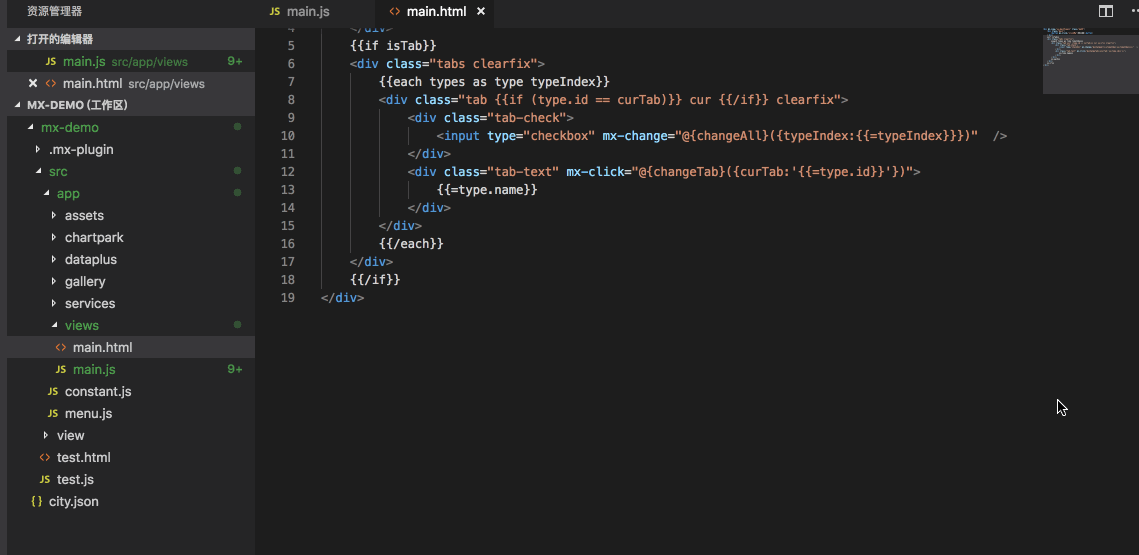 资源管理器
打开的编辑器
JS main.js src/app/views 9+
× <> main.html src/app/views
MX-DEMO (工作区)
mx-demo
.mx-plugin
src
app
assets
chartpark
dataplus
gallery
services
views
<> main.html
JS main.js 9+
JS constant.js
JS menu.js
view
<> test.html
JS test.js
{} city.json
JS main.js
<> main.html ×
4 </div>
5 {{if isTab}}
6 <div class="tabs clearfix">
7 {{each types as type typeIndex}}
8 <div class="tab {{if (type.id == curTab)}} cur {{/if}} clearfix">
9 <div class="tab-check">
10 <input type="checkbox" mx-change="@{changeAll}({typeIndex:{{=typeIndex}}})" />
11 </div>
12 <div class="tab-text" mx-click="@{changeTab}({curTab:'{{=type.id}}'})">
13 {{=type.name}}
14 </div>
15 </div>
16 {{/each}}
17 </div>
18 {{/if}}
19 </div>